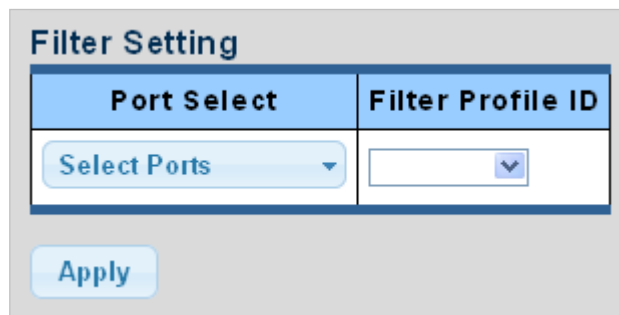 Filter Setting
Port Select Filter Profile ID
Select Ports
Apply